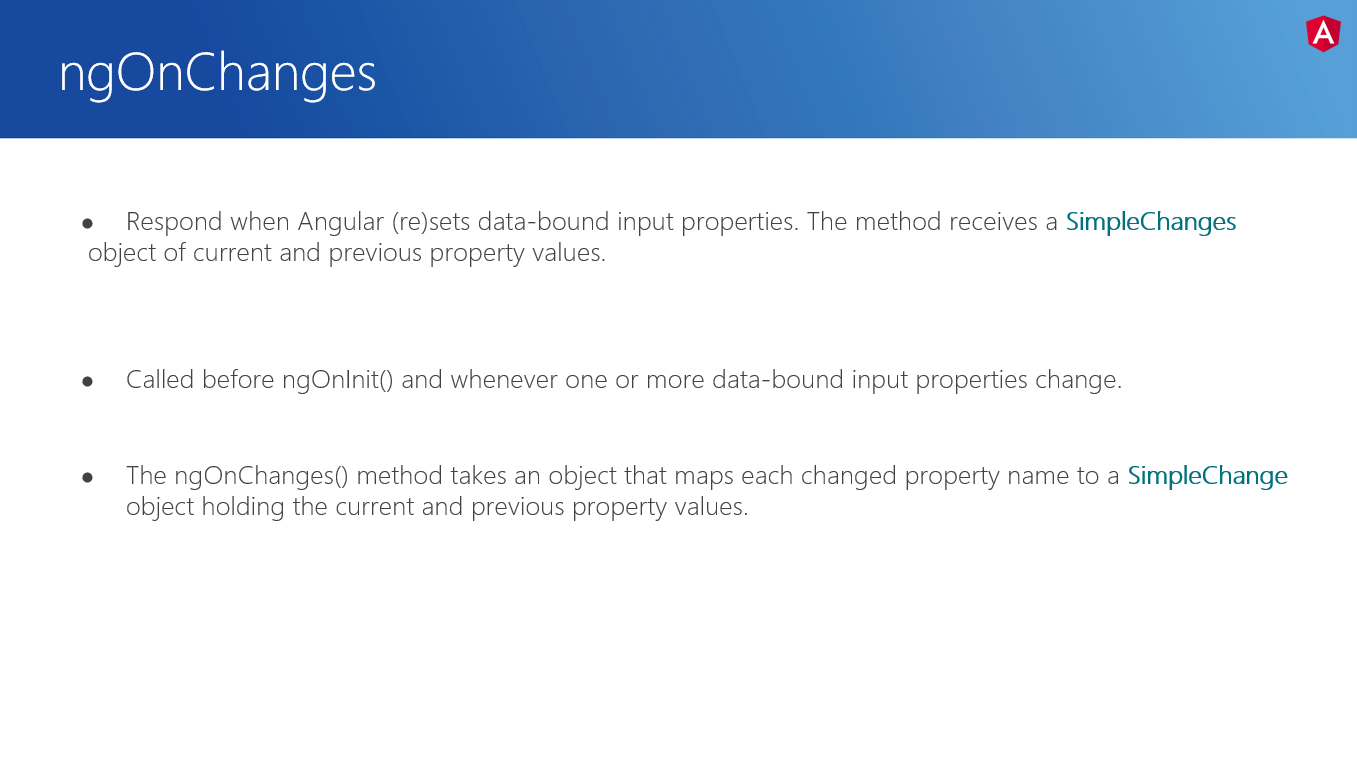 ngOnChanges
● Respond when Angular (re)sets data-bound input properties. The method receives a SimpleChanges
object of current and previous property values.
● Called before ngOnInit() and whenever one or more data-bound input properties change.
● The ngOnChanges() method takes an object that maps each changed property name to a SimpleChange
object holding the current and previous property values.